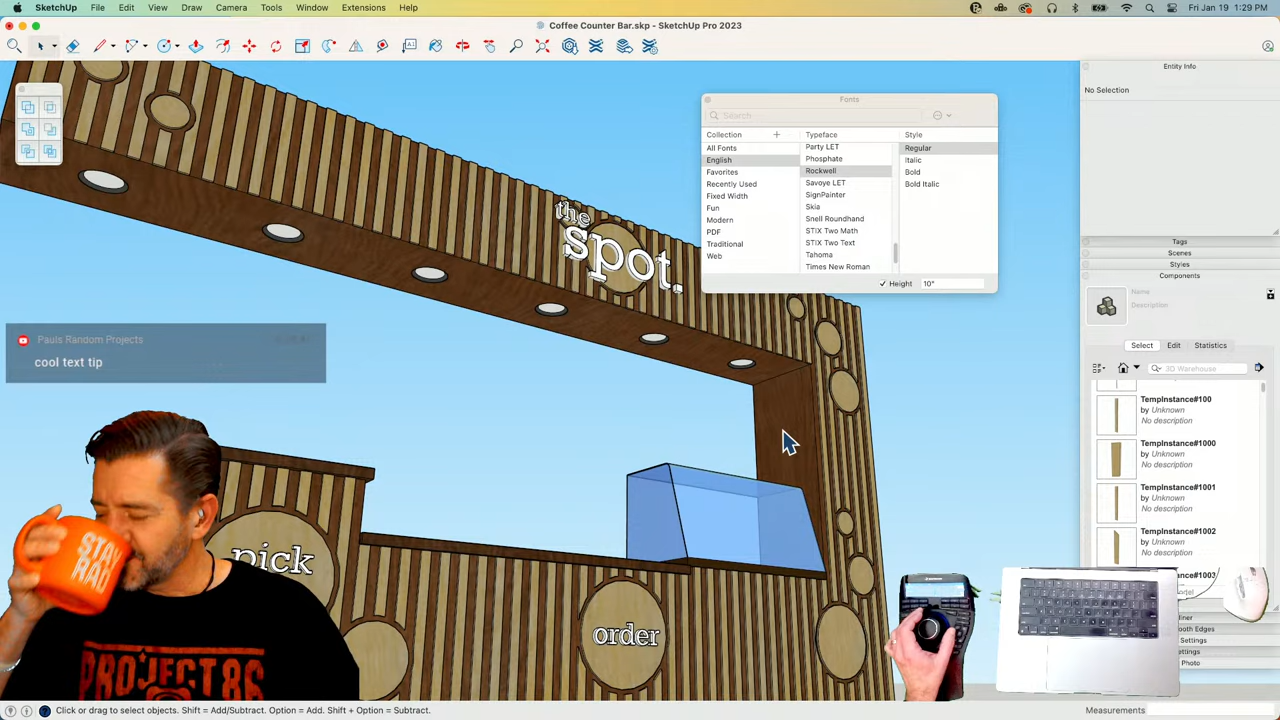 SketchUp File Edit View Draw Camera Tools Window Extensions Help
Fri Jan 19 1:29 PM
Coffee Counter Bar.skp - SketchUp Pro 2023
Entity Info
No Selection
Fonts
Search
Collection
All Fonts
English
Favorites
Recently Used
Fixed Width
Fun
Modern
PDF
Traditional
Web
Typeface
Party LET
Phosphate
Rockwell
Savoye LET
SignPainter
Skia
Snell Roundhand
STIX Two Math
STIX Two Text
Tahoma
Times New Roman
Style
Regular
Italic
Bold
Bold Italic
Height 10"
the
spot.
Pauls Random Projects
cool text tip
pick
order
STAY
RAD
PROJECT86
Tags
Scenes
Styles
Components
Name
Description
Select Edit Statistics
3D Warehouse
TempInstance#100
by Unknown
No description
TempInstance#1000
by Unknown
No description
TempInstance#1001
by Unknown
No description
TempInstance#1002
by Unknown
No description
Click or drag to select objects. Shift = Add/Subtract. Option = Add. Shift + Option = Subtract.
Measurements